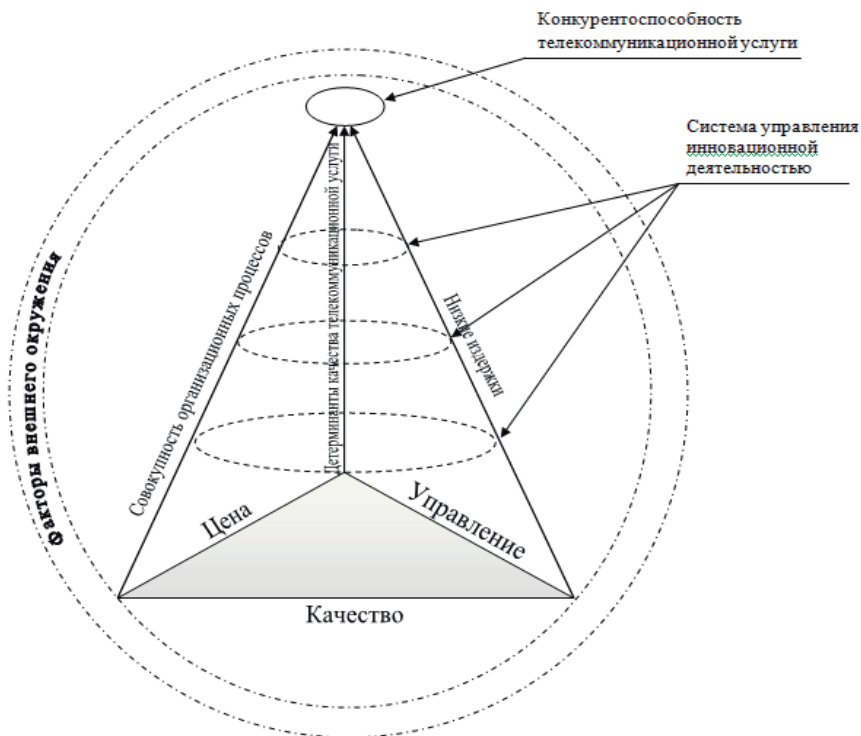 Конкурентоспособность
телекоммуникационной услуги
Система управления
инновационной
деятельностью
Факторы внешнего окружения
Совокупность организационных процессов
Детерминанты качества телекоммуникационной услуги
Низкие издержки
Цена
Управление
Качество